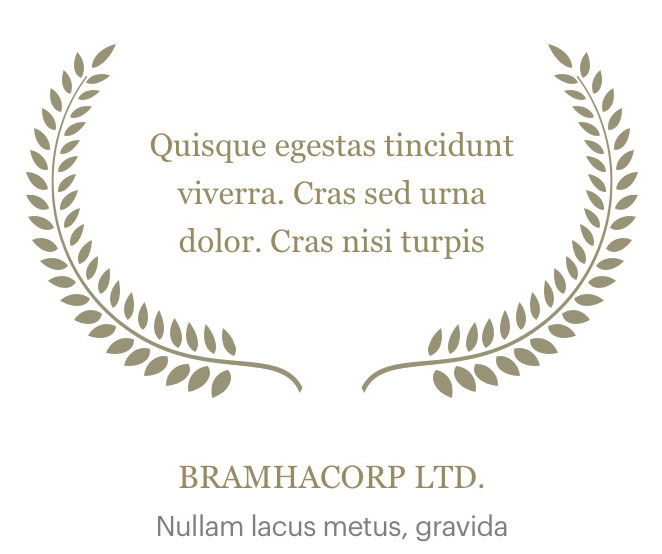 Quisque egestas tincidunt
viverra. Cras sed urna
dolor. Cras nisi turpis
BRAMHACORP LTD.
Nullam lacus metus, gravida